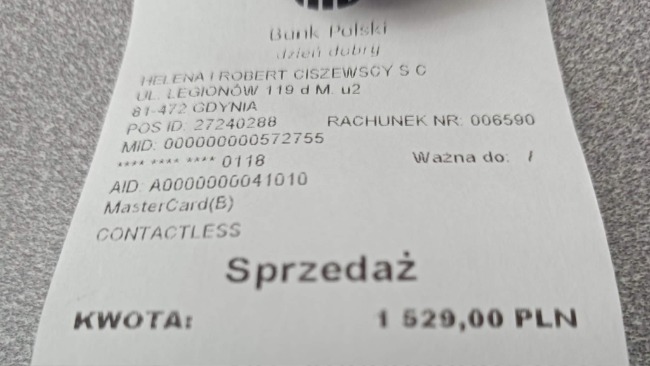 Bank Polski
dzień dobry
HELENA I ROBERT CISZEWSCY S C
UL. LEGIONÓW 119 d M. u2
81-472 GDYNIA
POS ID: 27240288 RACHUNEK NR: 006590
MID: 000000000572755
**** **** **** 0118 Ważna do: /
AID: A0000000041010
MasterCard(B)
CONTACTLESS
Sprzedaż
KWOTA: 1 529,00 PLN